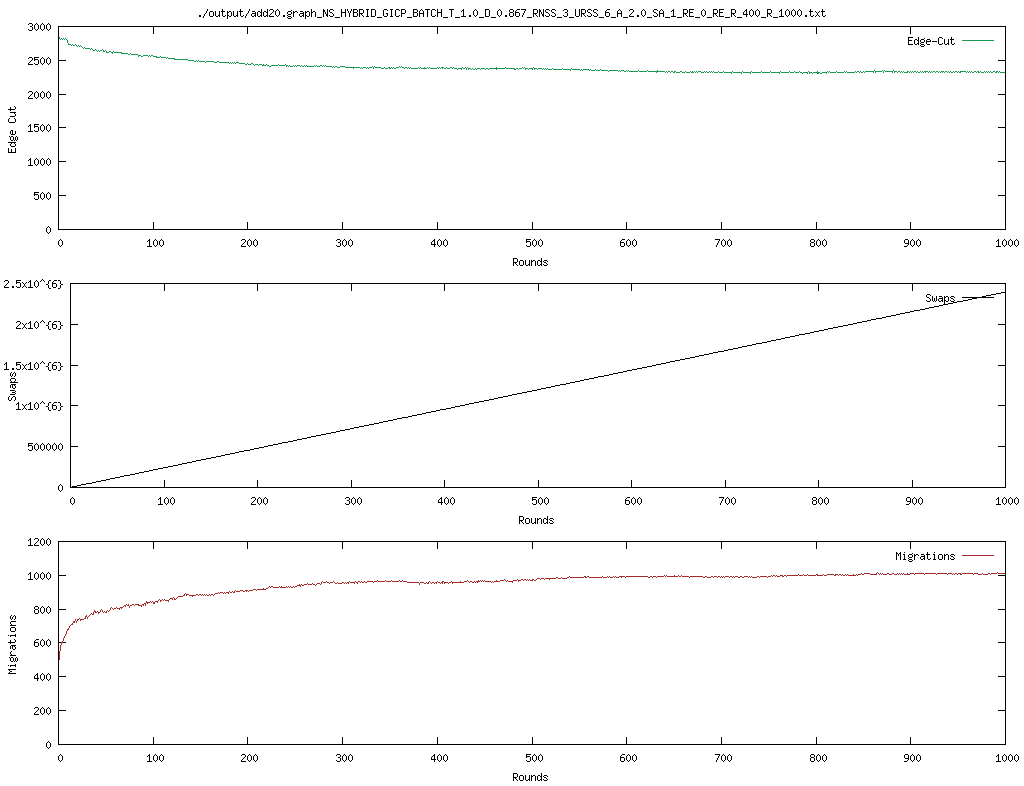 ./output/add20.graph_NS_HYBRID_GICP_BATCH_T_1.0_D_0.867_RNSS_3_URSS_6_A_2.0_SA_1_RE_0_RE_R_400_R_1000.txt
3000
2500
2000
1500
1000
500
0
Edge Cut
Edge-Cut
0 100 200 300 400 500 600 700 800 900 1000
Rounds
2.5x10^{6}
2x10^{6}
1.5x10^{6}
1x10^{6}
500000
0
Swaps
Swaps
0 100 200 300 400 500 600 700 800 900 1000
Rounds
1200
1000
800
600
400
200
0
Migrations
Migrations
0 100 200 300 400 500 600 700 800 900 1000
Rounds